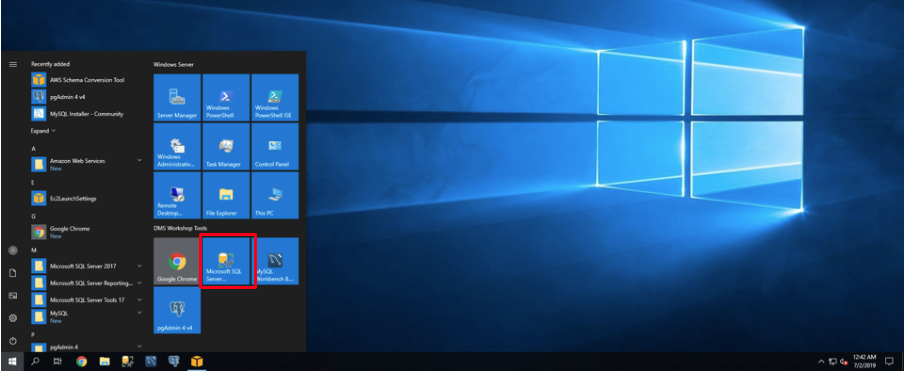 Recently added
AWS Schema Conversion Tool
pgAdmin 4 v4
MySQL Installer - Community
Expand
A
Amazon Web Services
New
E
Ec2LaunchSettings
G
Google Chrome
New
M
Microsoft SQL Server 2017
Microsoft SQL Server Reporting...
Microsoft SQL Server Tools 17
MySQL
New
P
pgAdmin 4
Windows Server
Server Manager
Windows
PowerShell
Windows
PowerShell ISE
Windows
Administrativ...
Task Manager
Control Panel
Remote
Desktop...
File Explorer
This PC
DMS Workshop Tools
Google Chrome
Microsoft SQL
Server...
MySQL
Workbench 8....
pgAdmin 4 v4
12:42 AM
7/2/2019